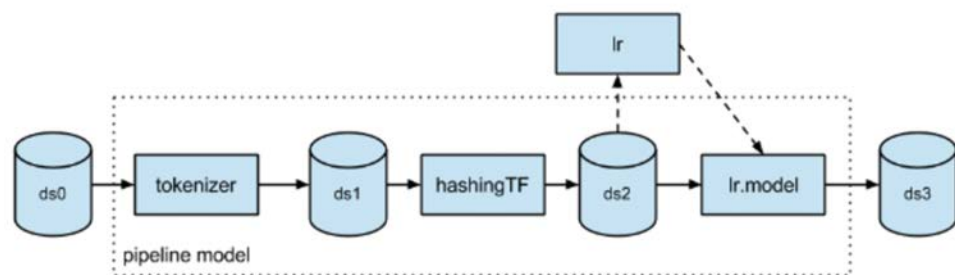 lr
ds0
tokenizer
ds1
hashingTF
ds2
lr.model
ds3
pipeline model